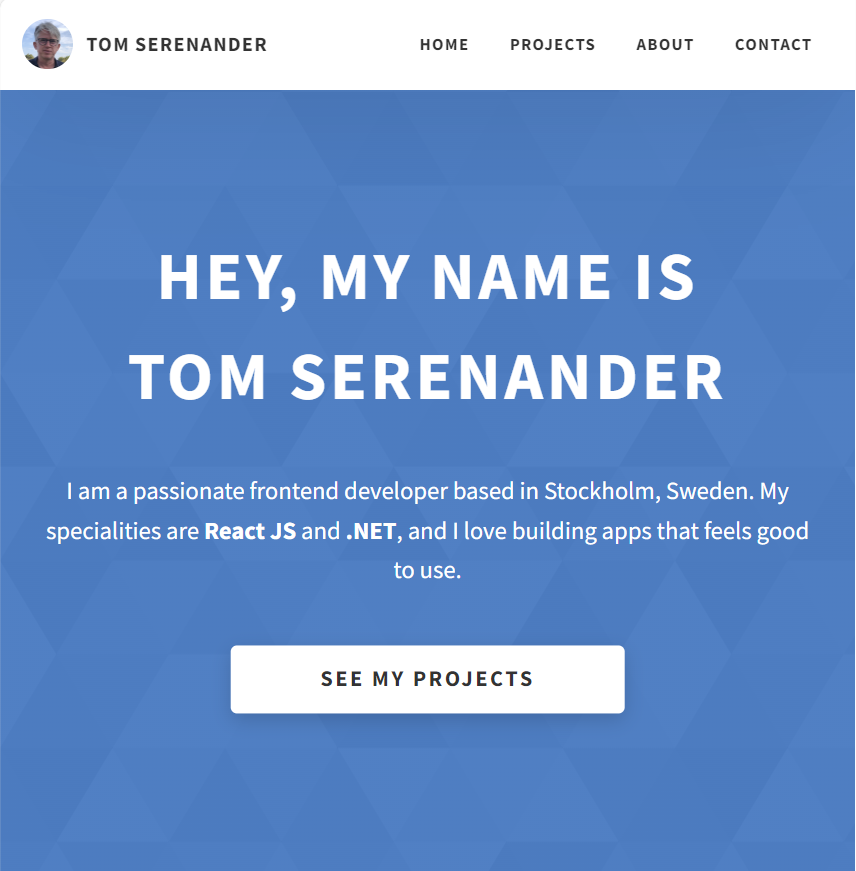 TOM SERENANDER
HOME PROJECTS ABOUT CONTACT
HEY, MY NAME IS
TOM SERENANDER
I am a passionate frontend developer based in Stockholm, Sweden. My
specialities are React JS and .NET, and I love building apps that feels good
to use.
SEE MY PROJECTS